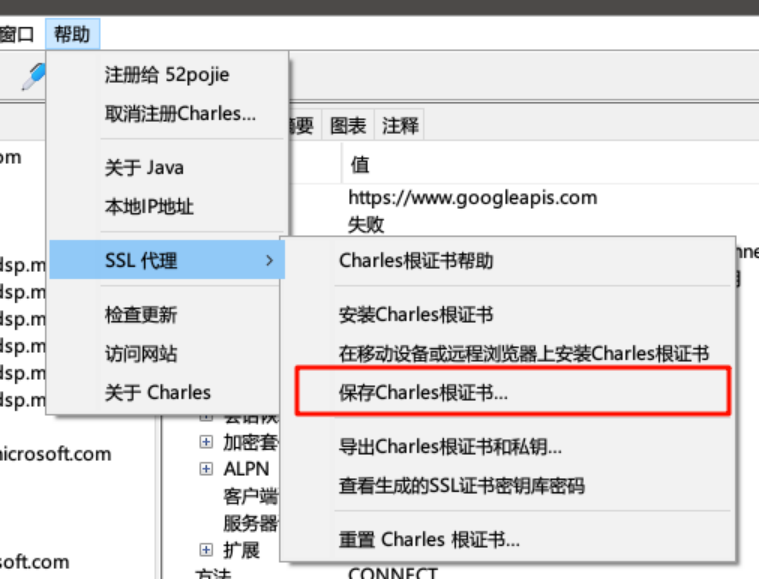 窗口 帮助
注册给 52pojie
取消注册Charles...
关于 Java
本地IP地址
SSL 代理
检查更新
访问网站
关于 Charles
摘要 图表 注释
值
https://www.googleapis.com
失败
Charles根证书帮助
安装Charles根证书
在移动设备或远程浏览器上安装Charles根证书
保存Charles根证书...
导出Charles根证书和私钥...
查看生成的SSL证书密钥库密码
重置 Charles 根证书...
om
dsp.m
dsp.m
dsp.m
dsp.m
dsp.m
dsp.m
icrosoft.com
soft.com
加密套
ALPN
客户端
服务器
扩展
方法
CONNECT